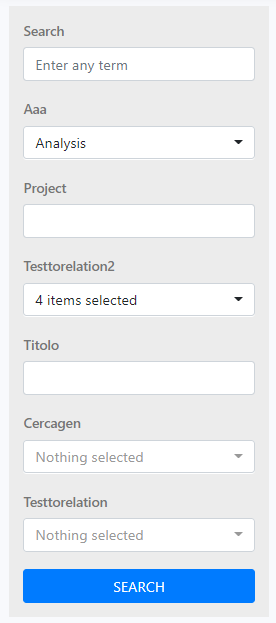 Search
Enter any term
Aaa
Analysis
Project
Testtorelation2
4 items selected
Titolo
Cercagen
Nothing selected
Testtorelation
Nothing selected
SEARCH